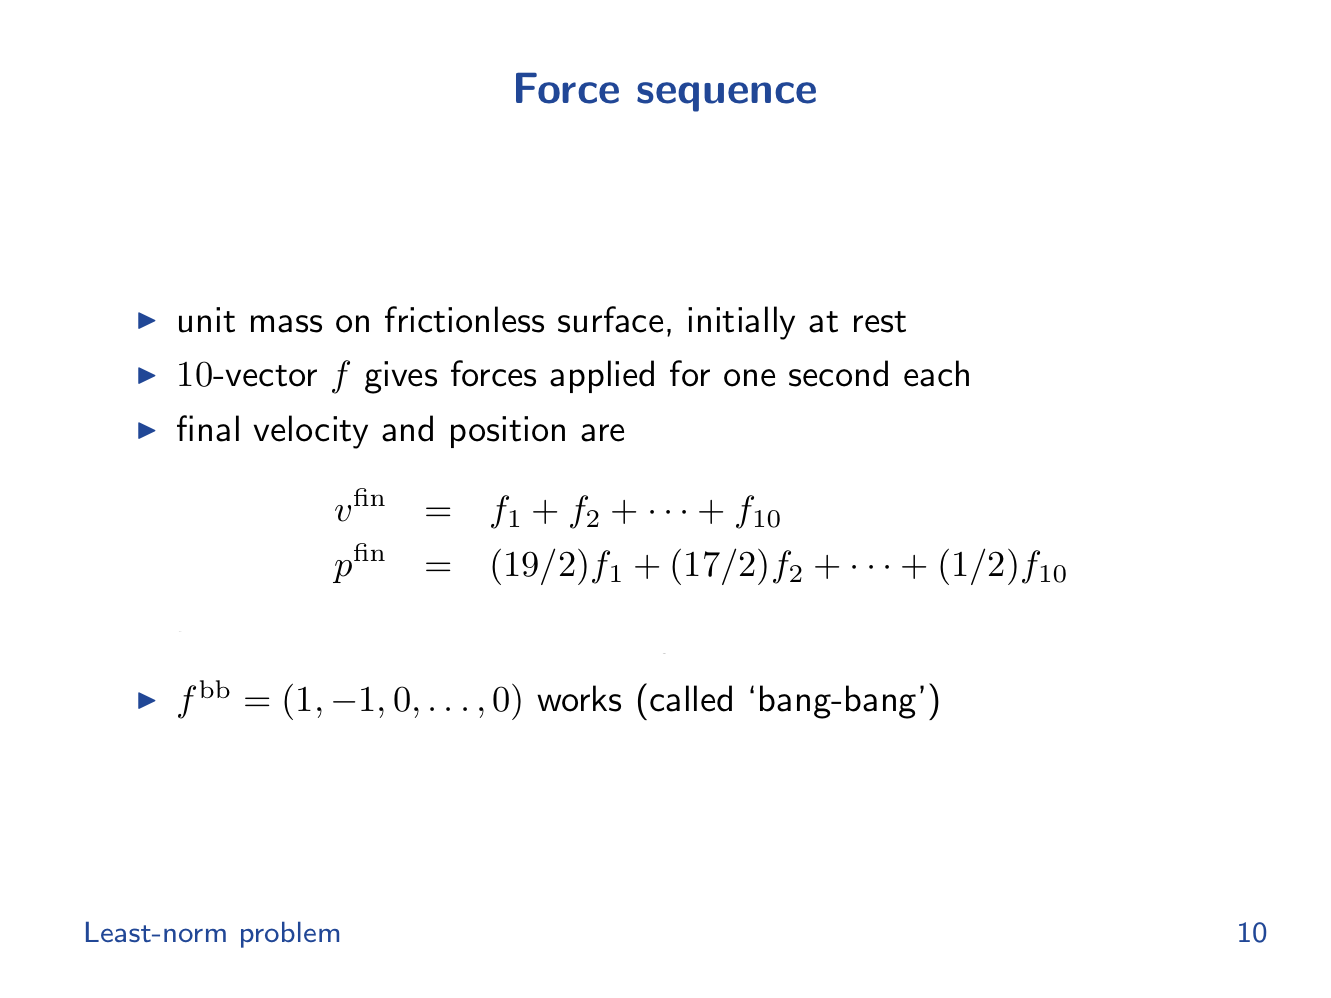 Force sequence
▶ unit mass on frictionless surface, initially at rest
▶ 10-vector f gives forces applied for one second each
▶ final velocity and position are
v^fin = f_1 + f_2 + ··· + f_10
p^fin = (19/2)f_1 + (17/2)f_2 + ··· + (1/2)f_10
▶ f^bb = (1, −1, 0, . . . , 0) works (called ‘bang-bang’)
Least-norm problem 10